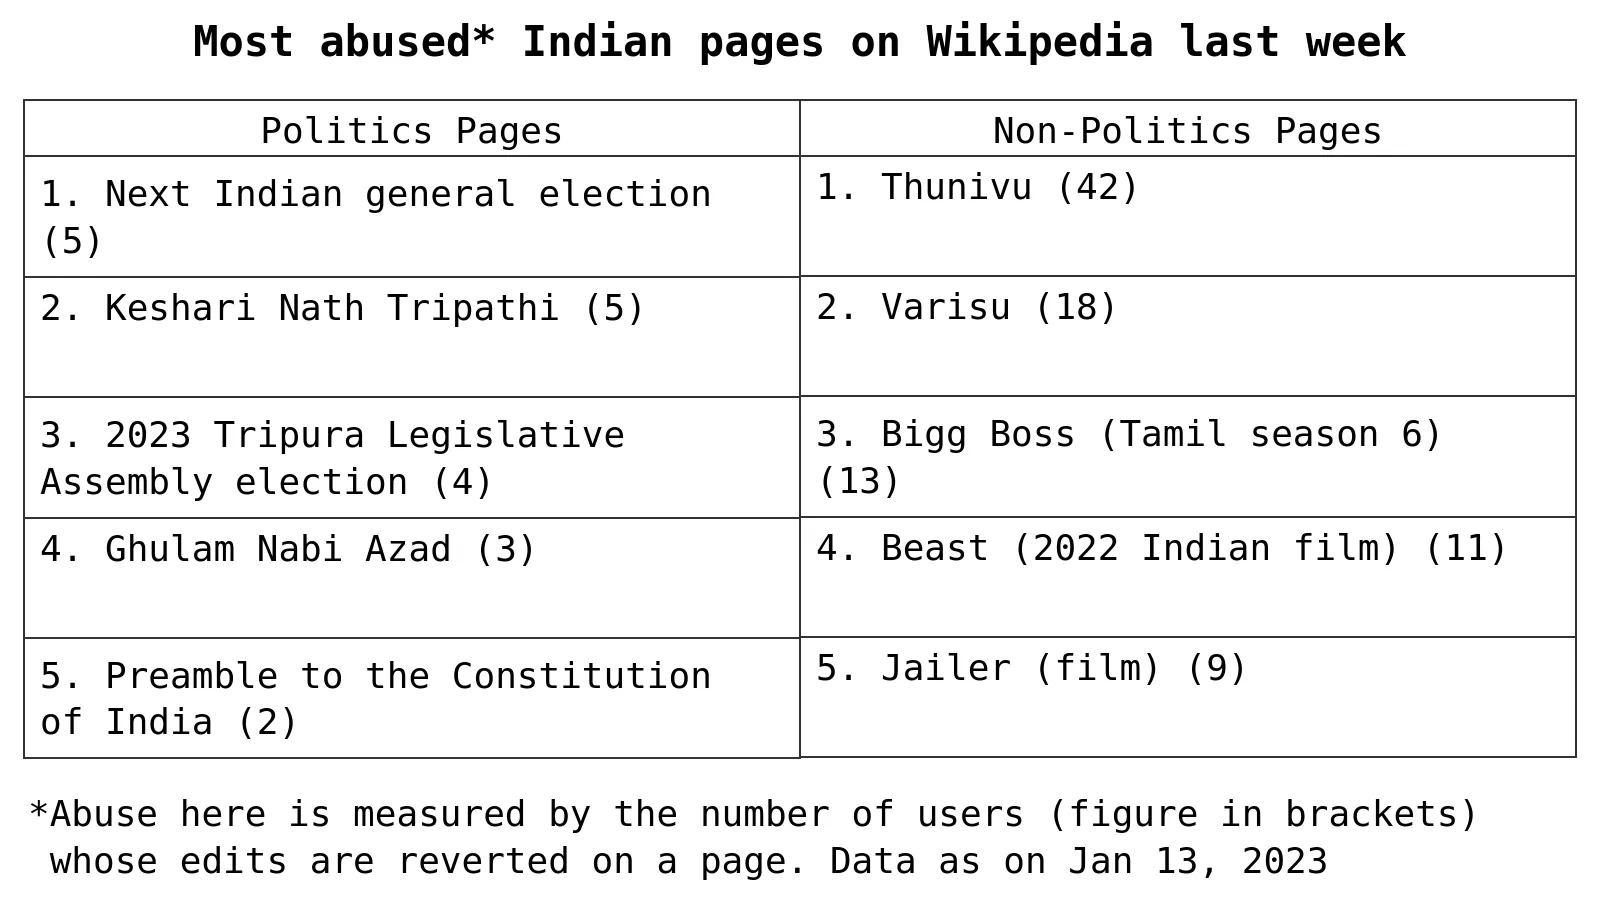 Most abused* Indian pages on Wikipedia last week
Politics Pages
Non-Politics Pages
1. Next Indian general election
(5)
1. Thunivu (42)
2. Keshari Nath Tripathi (5)
2. Varisu (18)
3. 2023 Tripura Legislative
Assembly election (4)
3. Bigg Boss (Tamil season 6)
(13)
4. Ghulam Nabi Azad (3)
4. Beast (2022 Indian film) (11)
5. Preamble to the Constitution
of India (2)
5. Jailer (film) (9)
*Abuse here is measured by the number of users (figure in brackets)
whose edits are reverted on a page. Data as on Jan 13, 2023